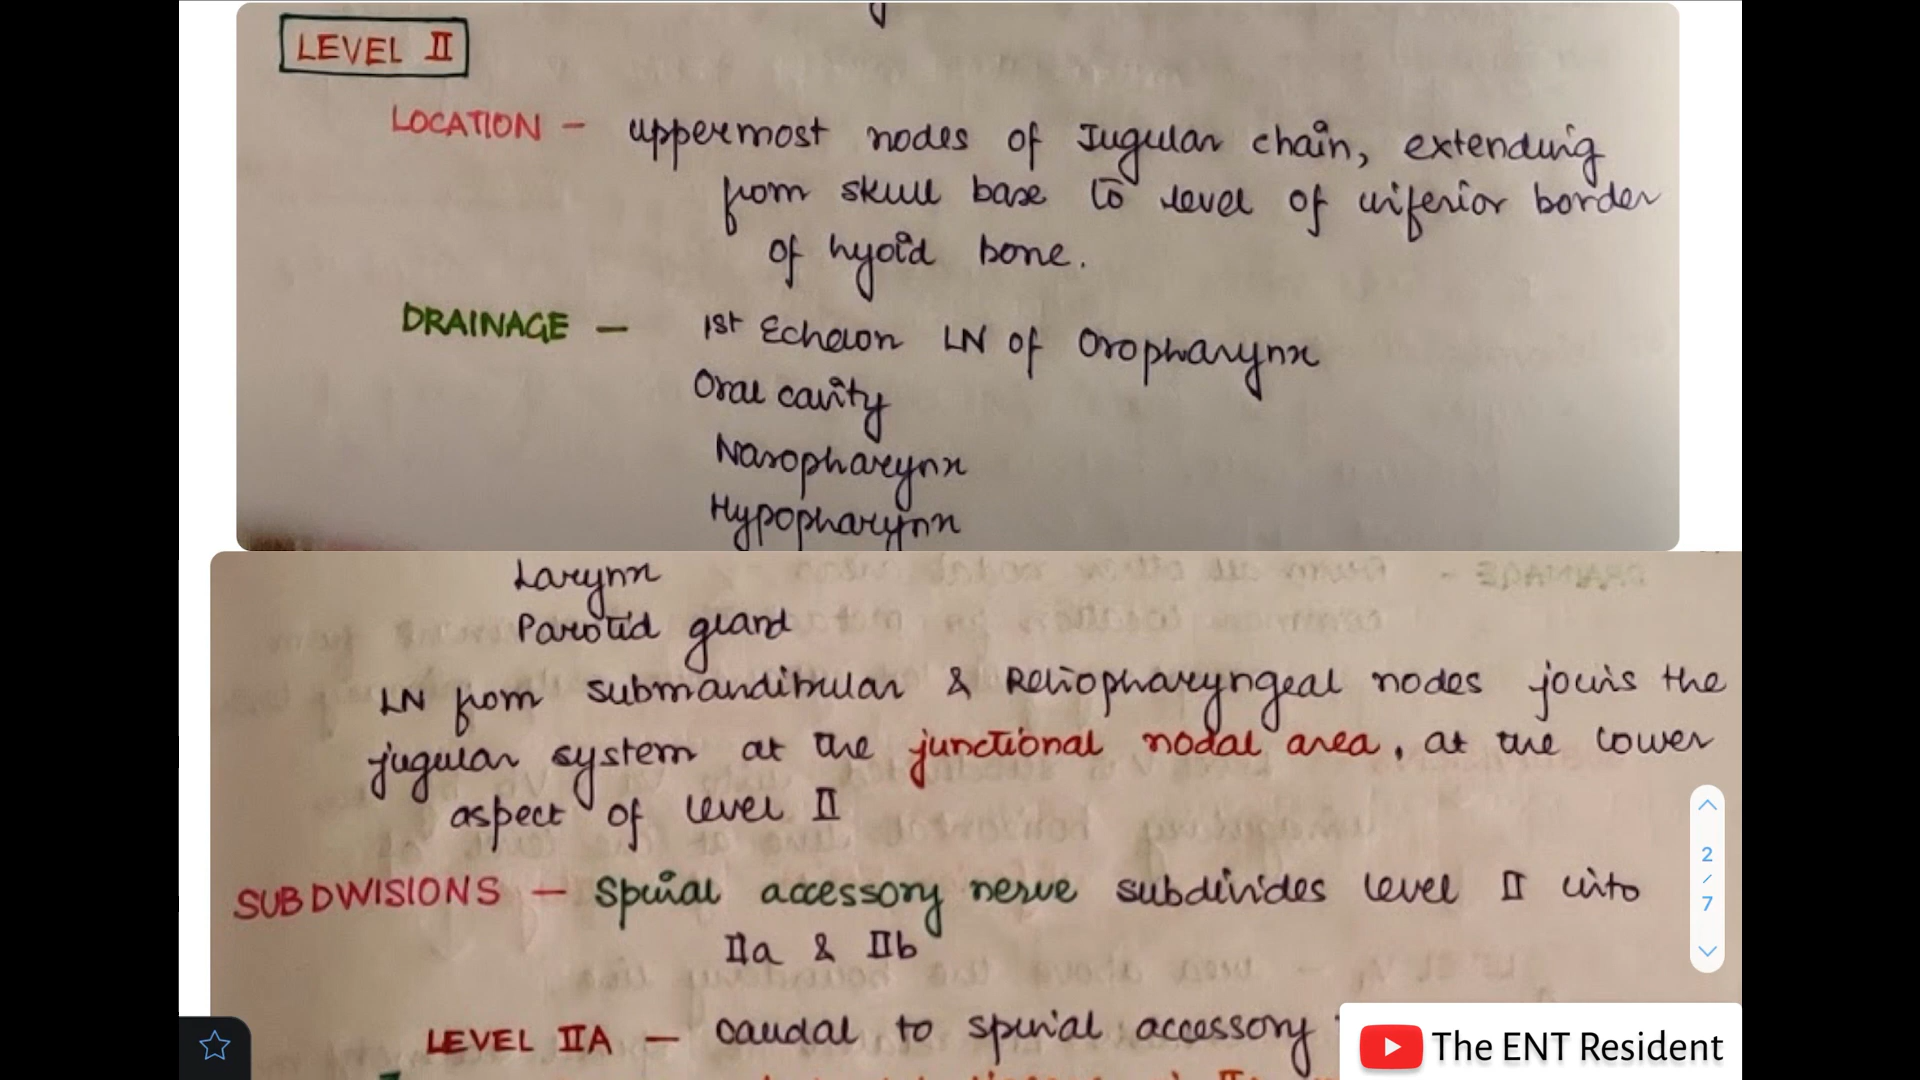 LEVEL II
LOCATION - uppermost nodes of Jugular chain, extending
from skull base to level of inferior border
of hyoid bone.
DRAINAGE - 1st Echelon LN of Oropharynx
Oral cavity
Nasopharynx
Hypopharynx
Larynx
Parotid gland
LN from submandibular & Retropharyngeal nodes joins the
jugular system at the junctional nodal area, at the lower
aspect of level II
SUBDIVISIONS - Spinal accessory nerve subdivides level II into
IIa & IIb
LEVEL IIA - caudal to spinal accessory
2
/
7
The ENT Resident